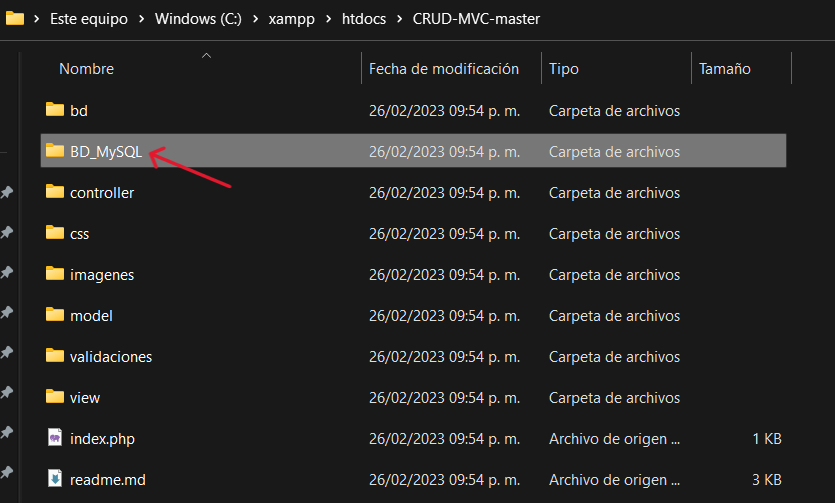 Este equipo > Windows (C:) > xampp > htdocs > CRUD-MVC-master
Nombre Fecha de modificación Tipo Tamaño
bd 26/02/2023 09:54 p. m. Carpeta de archivos
BD_MySQL 26/02/2023 09:54 p. m. Carpeta de archivos
controller 26/02/2023 09:54 p. m. Carpeta de archivos
css 26/02/2023 09:54 p. m. Carpeta de archivos
imagenes 26/02/2023 09:54 p. m. Carpeta de archivos
model 26/02/2023 09:54 p. m. Carpeta de archivos
validaciones 26/02/2023 09:54 p. m. Carpeta de archivos
view 26/02/2023 09:54 p. m. Carpeta de archivos
index.php 26/02/2023 09:54 p. m. Archivo de origen ... 1 KB
readme.md 26/02/2023 09:54 p. m. Archivo de origen ... 3 KB